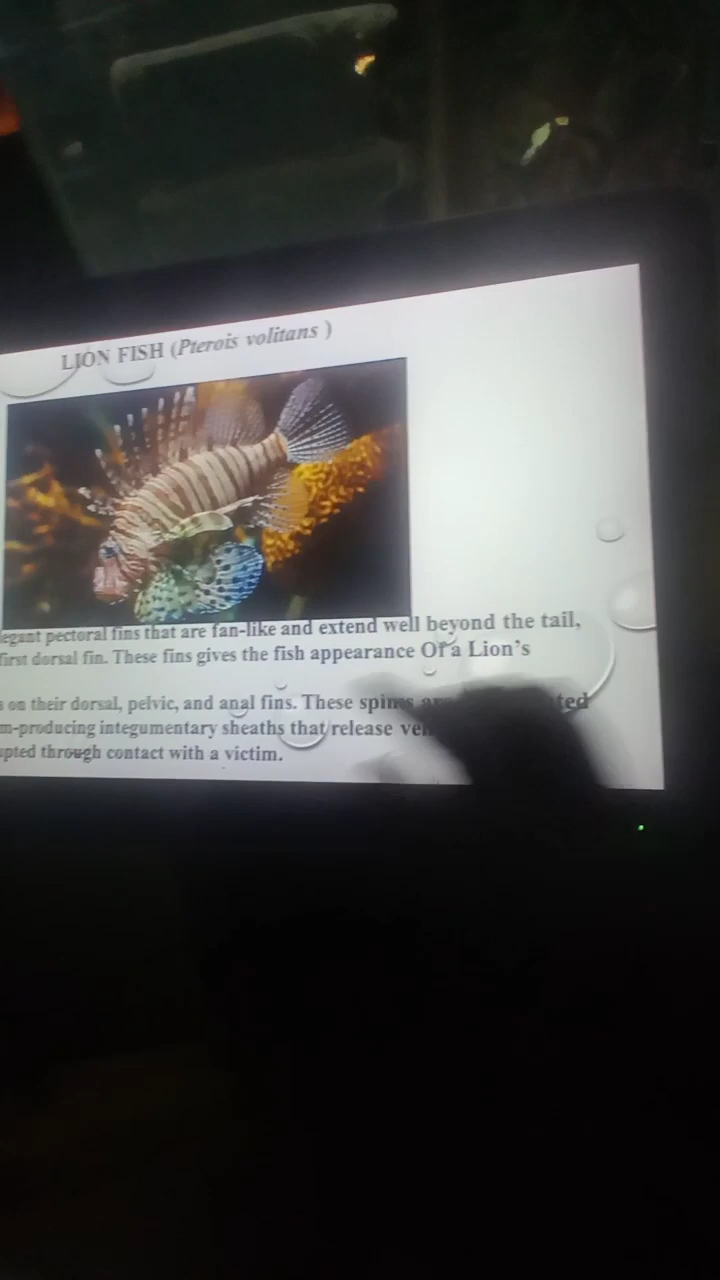 LION FISH (Pterois volitans )
egant pectoral fins that are fan-like and extend well beyond the tail,
first dorsal fin. These fins gives the fish appearance Of a Lion's
s on their dorsal, pelvic, and anal fins. These spines ted
m-producing integumentary sheaths that release
upted through contact with a victim.